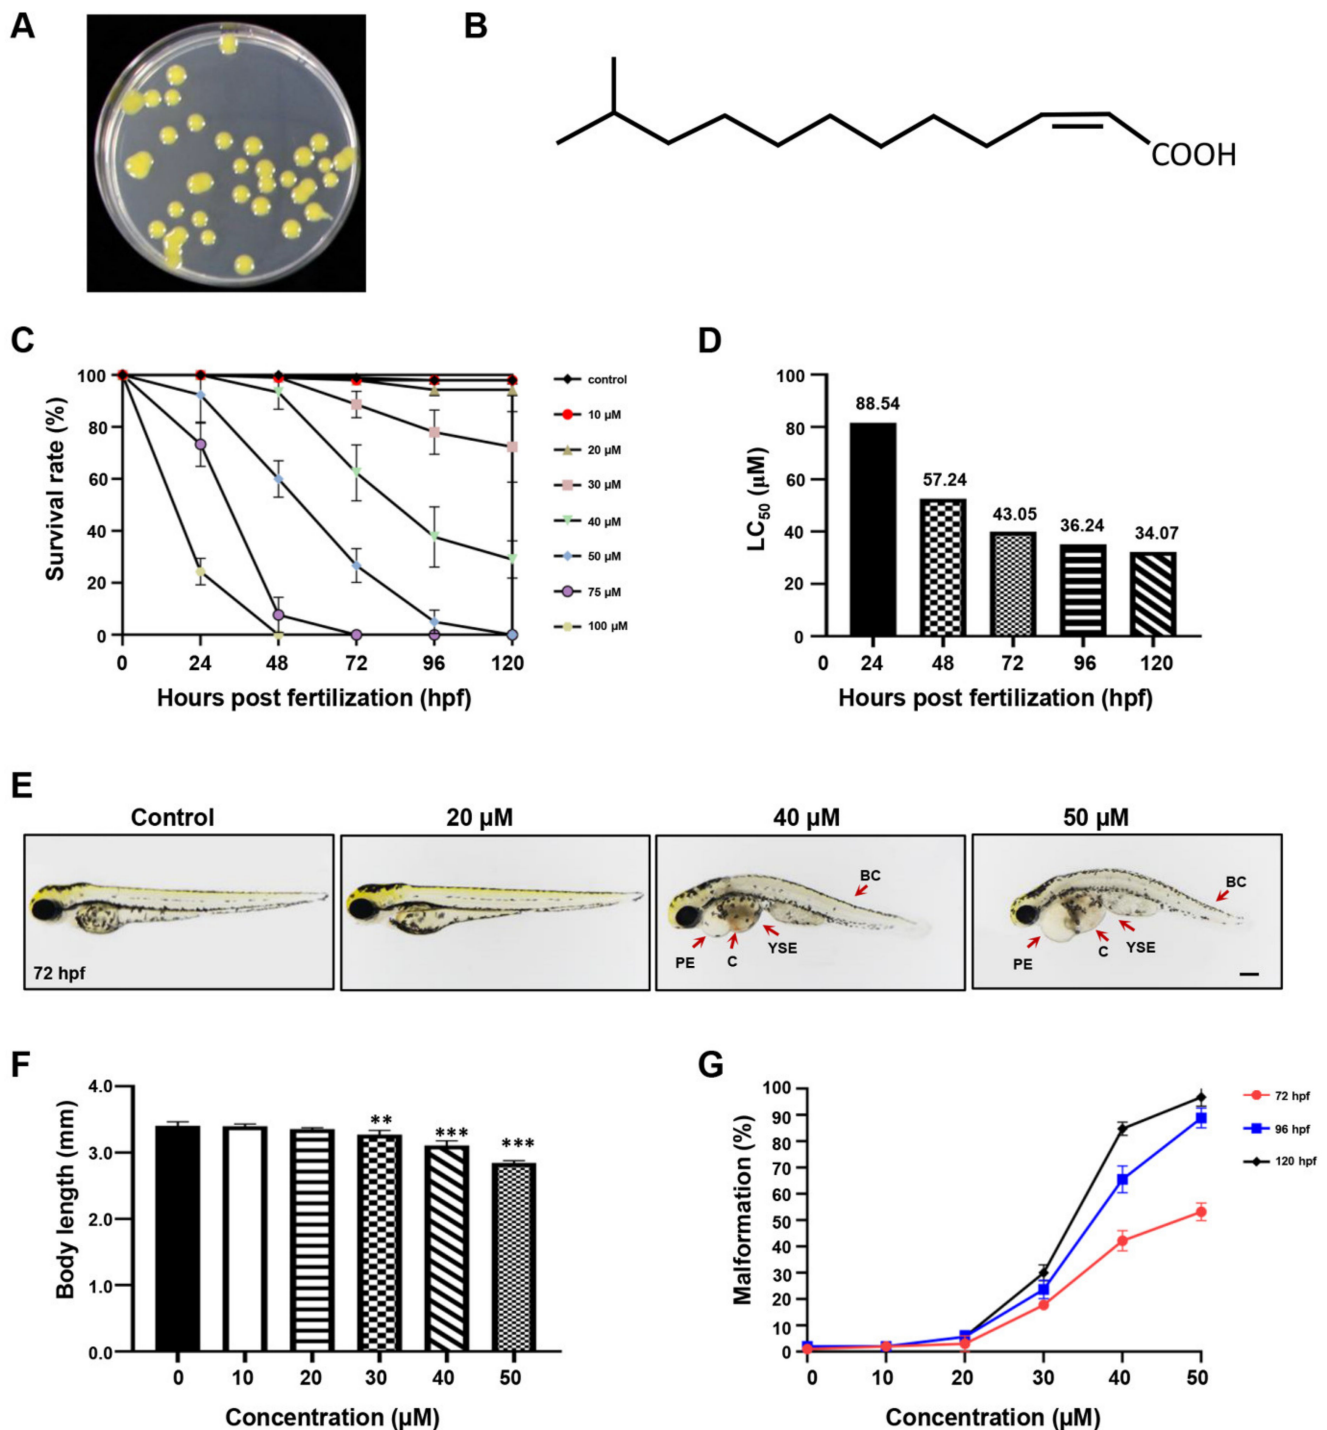 A
B
COOH
C
Survival rate (%)
100
80
60
40
20
0
0 24 48 72 96 120
Hours post fertilization (hpf)
control
10 µM
20 µM
30 µM
40 µM
50 µM
75 µM
100 µM
D
LC50 (µM)
100
80
60
40
20
0
88.54
57.24
43.05
36.24
34.07
0 24 48 72 96 120
Hours post fertilization (hpf)
E
Control
20 µM
40 µM
50 µM
72 hpf
BC
PE
C
YSE
BC
PE
C
YSE
F
Body length (mm)
4.0
3.0
2.0
1.0
0.0
**
***
***
0 10 20 30 40 50
Concentration (µM)
G
Malformation (%)
100
90
80
70
60
50
40
30
20
10
0
0 10 20 30 40 50
Concentration (µM)
72 hpf
96 hpf
120 hpf